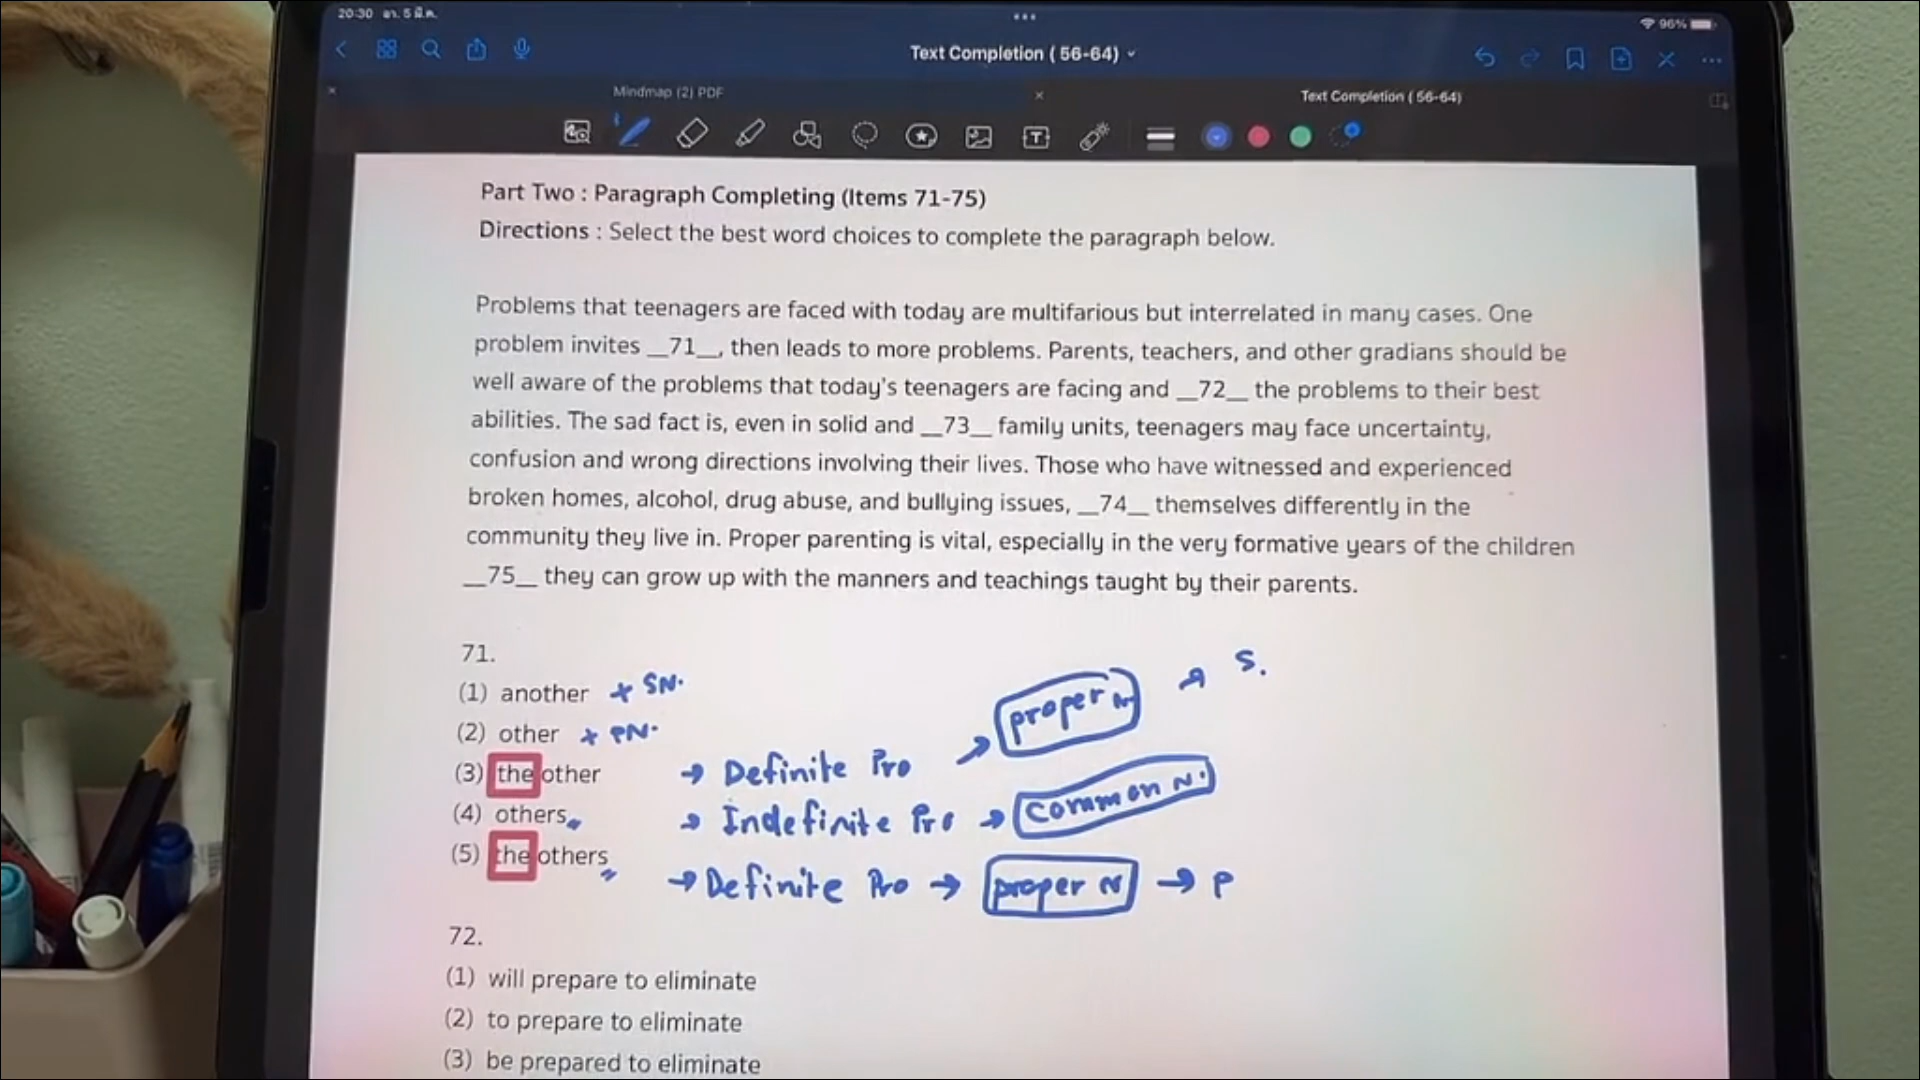 20:30 อา. 5 มี.ค.
96%
Text Completion ( 56-64)
Mindmap (2) PDF
Text Completion ( 56-64)
Part Two : Paragraph Completing (Items 71-75)
Directions : Select the best word choices to complete the paragraph below.
Problems that teenagers are faced with today are multifarious but interrelated in many cases. One
problem invites __71__, then leads to more problems. Parents, teachers, and other gradians should be
well aware of the problems that today's teenagers are facing and __72__ the problems to their best
abilities. The sad fact is, even in solid and __73__ family units, teenagers may face uncertainty,
confusion and wrong directions involving their lives. Those who have witnessed and experienced
broken homes, alcohol, drug abuse, and bullying issues, __74__ themselves differently in the
community they live in. Proper parenting is vital, especially in the very formative years of the children
__75__ they can grow up with the manners and teachings taught by their parents.
71.
(1) another + SN.
(2) other + PN.
(3) the other → Definite Pro → proper N → S.
(4) others → Indefinite Pro → common N.
(5) the others → Definite Pro → proper N → P
72.
(1) will prepare to eliminate
(2) to prepare to eliminate
(3) be prepared to eliminate